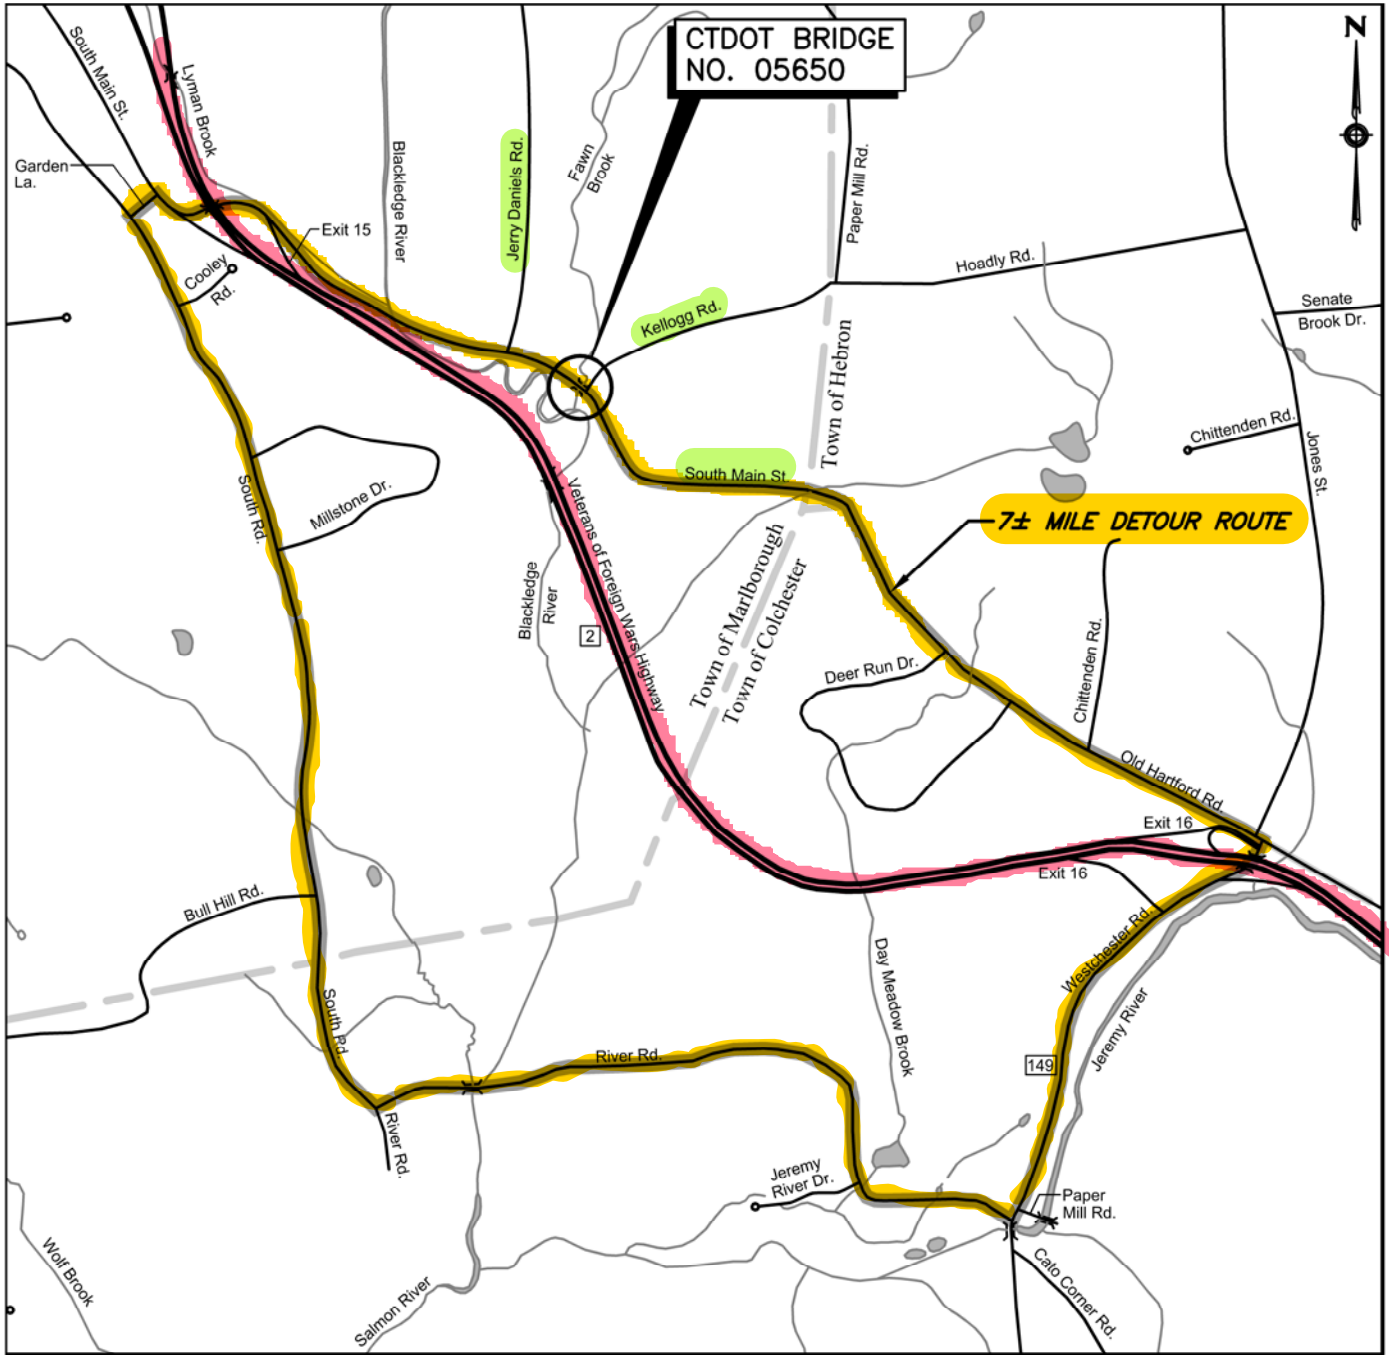 CTDOT BRIDGE
NO. 05650
N
South Main St.
Lyman Brook
Garden
La.
Exit 15
Cooley
Rd.
Blackledge River
Jerry Daniels Rd.
Fawn
Brook
Paper Mill Rd.
Hoadly Rd.
Senate
Brook Dr.
Kellogg Rd.
Town of Hebron
Chittenden Rd.
Jones St.
South Main St.
7± MILE DETOUR ROUTE
South Rd.
Millstone Dr.
Veterans of Foreign Wars Highway
2
Blackledge
River
Town of Marlborough
Town of Colchester
Deer Run Dr.
Chittenden Rd.
Old Hartford Rd.
Exit 16
Exit 16
Bull Hill Rd.
Westchester Rd.
Day Meadow Brook
Jeremy River
South Rd.
River Rd.
149
River Rd.
Jeremy
River Dr.
Paper
Mill Rd.
Cato Corner Rd.
Wolf Brook
Salmon River